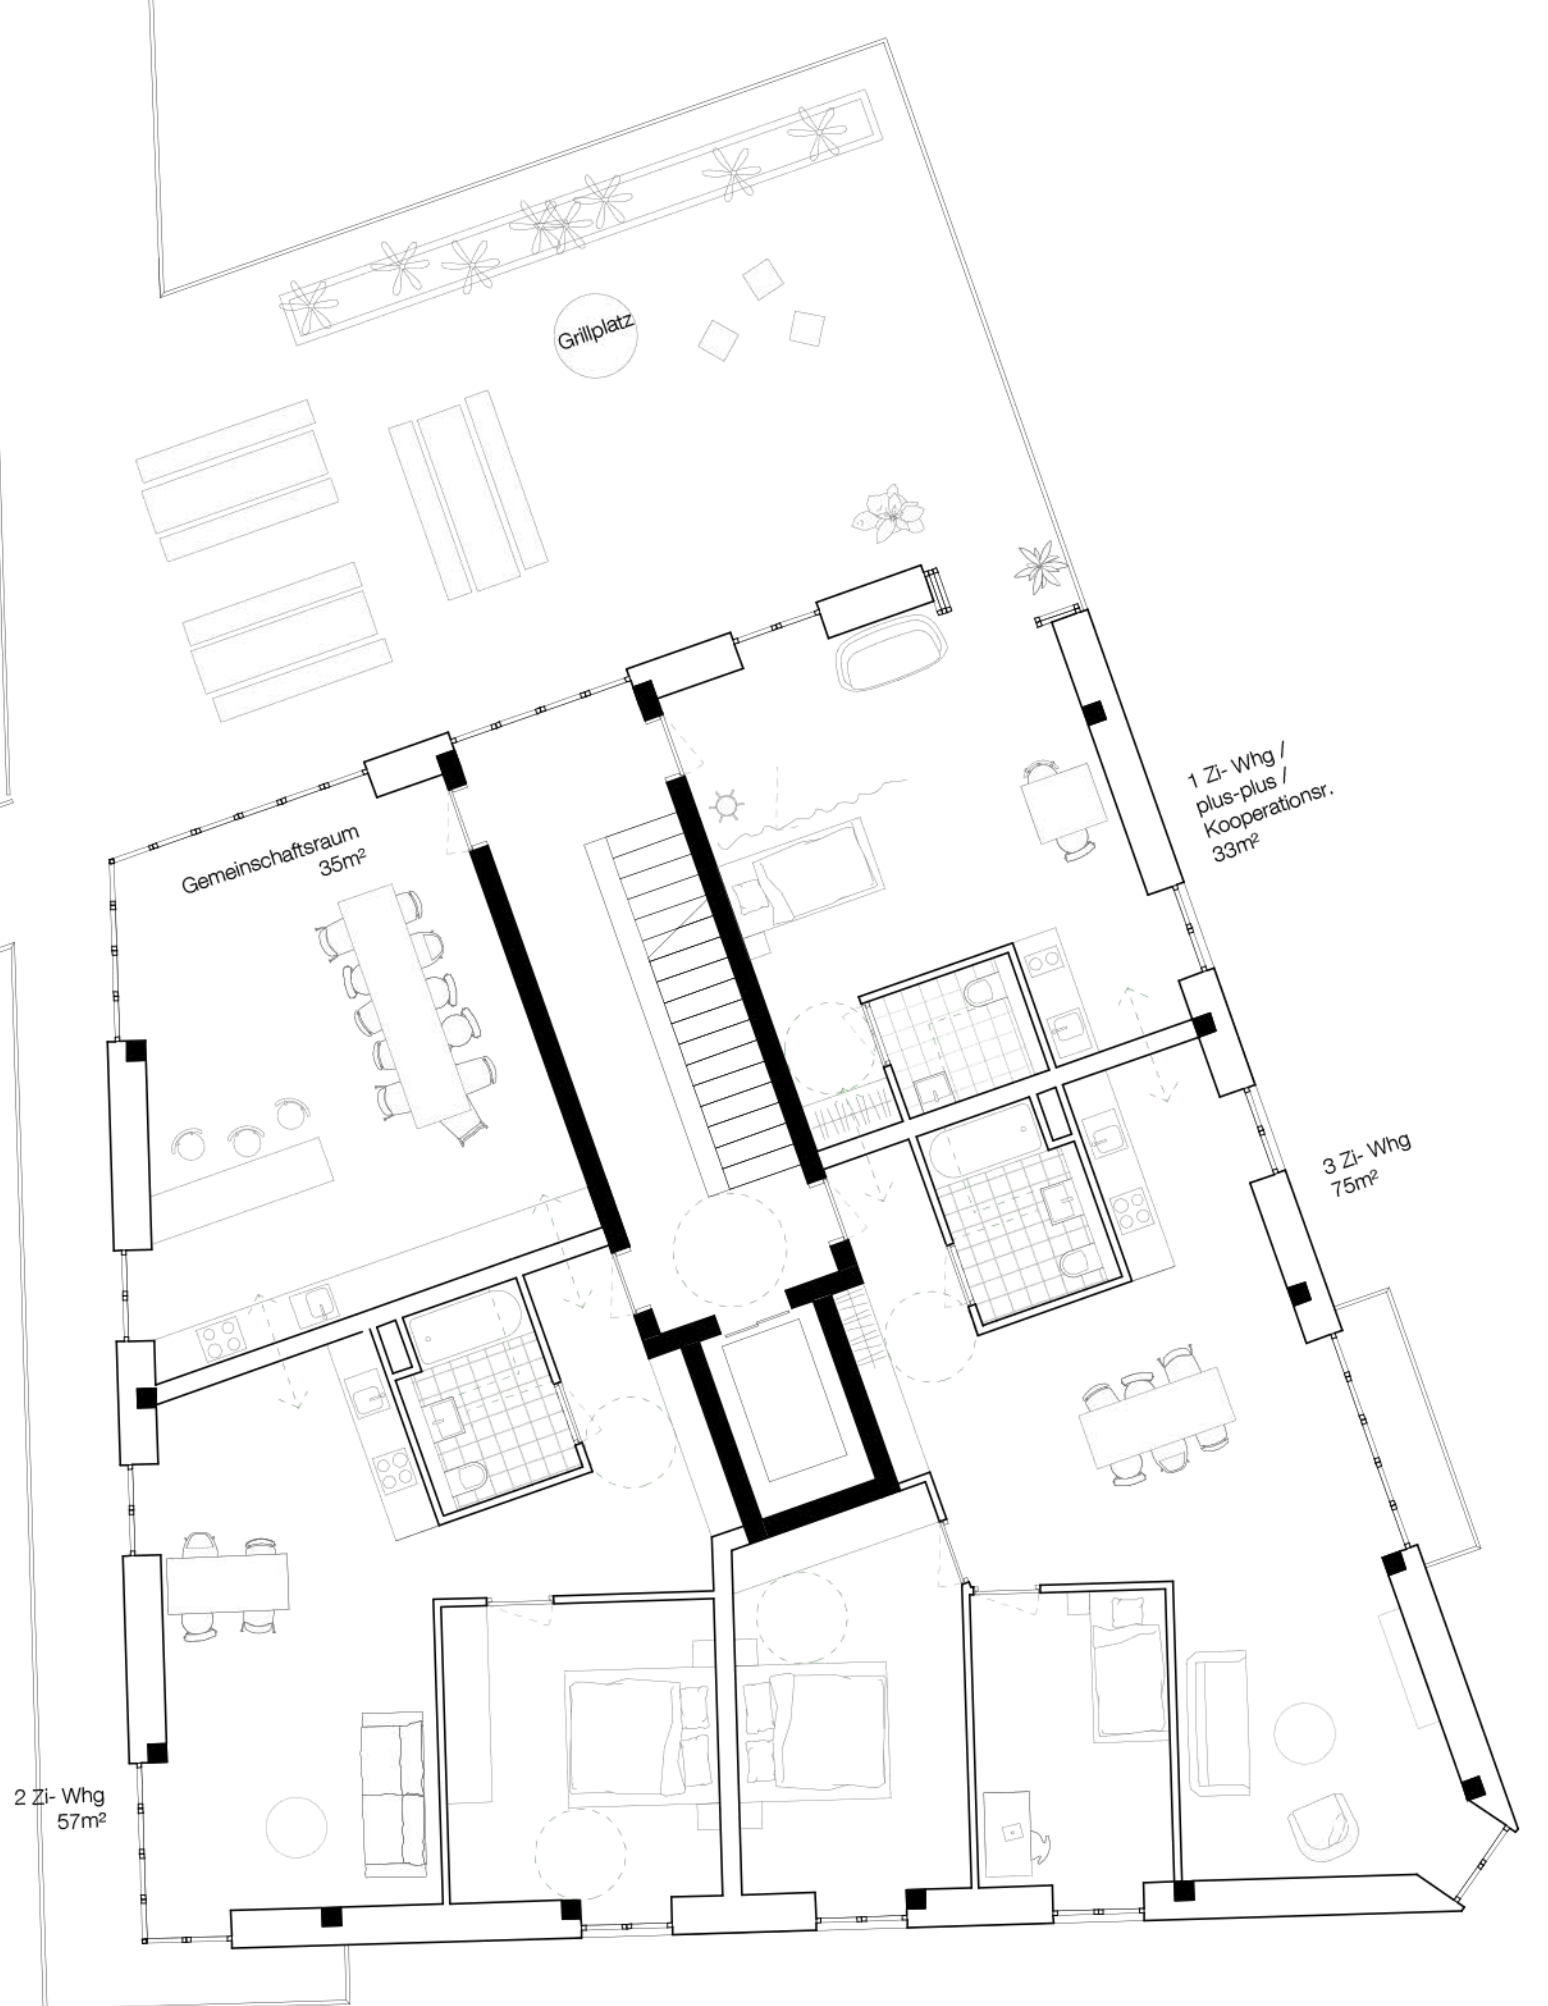 Grillplatz
1 Zi- Whg /
plus-plus /
Kooperationsr.
33m²
Gemeinschaftsraum
35m²
3 Zi- Whg
75m²
2 Zi- Whg
57m²